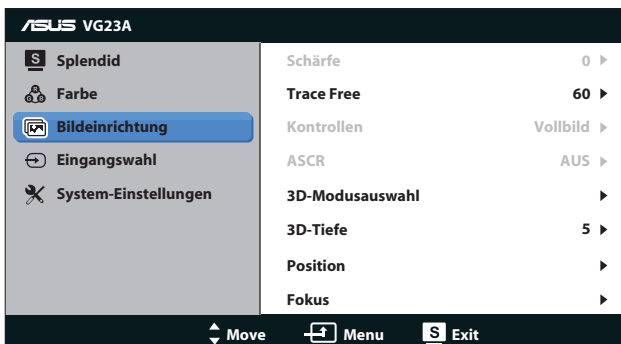 ASUS VG23A
S Splendid
Farbe
Bildeinrichtung
Eingangswahl
System-Einstellungen
Schärfe 0
Trace Free 60
Kontrollen Vollbild
ASCR AUS
3D-Modusauswahl
3D-Tiefe 5
Position
Fokus
Move Menu S Exit